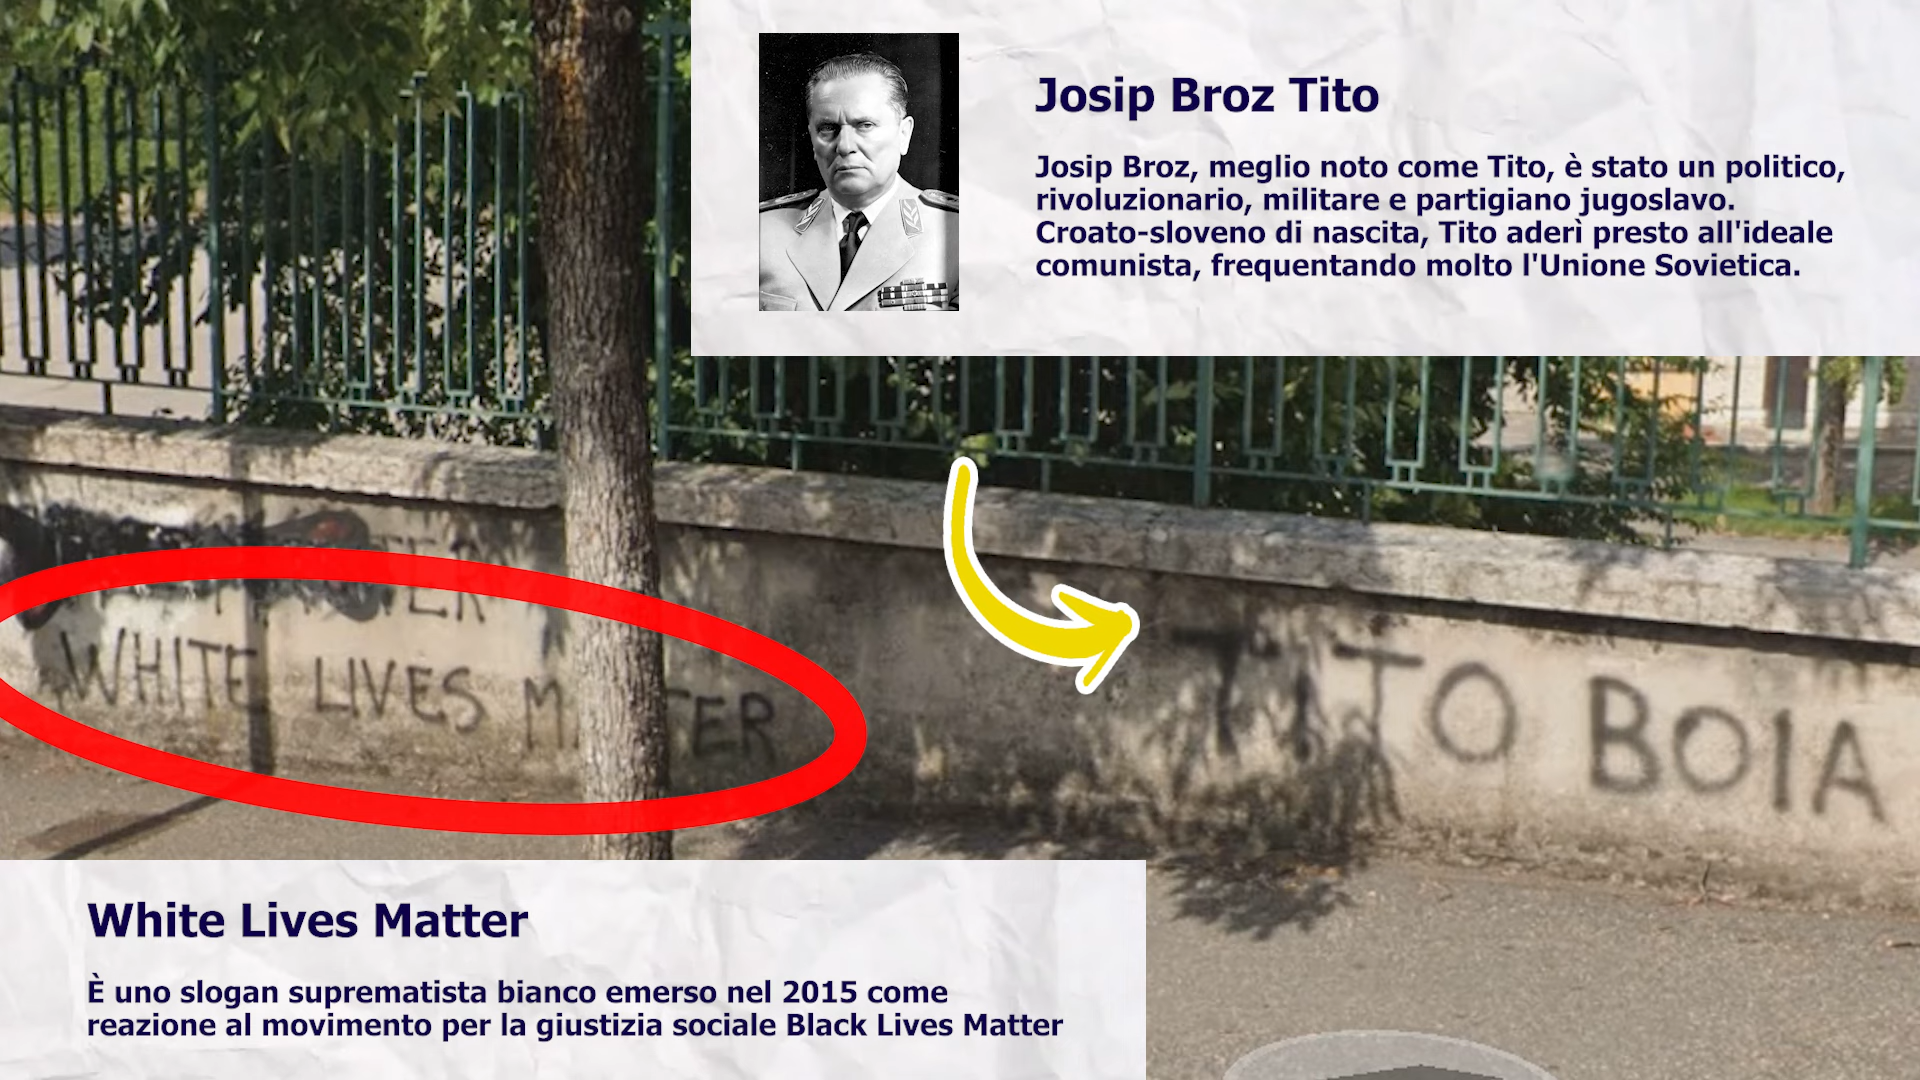 Josip Broz Tito
Josip Broz, meglio noto come Tito, è stato un politico,
rivoluzionario, militare e partigiano jugoslavo.
Croato-sloveno di nascita, Tito aderì presto all'ideale
comunista, frequentando molto l'Unione Sovietica.
WHITE LIVES M TER
TITO BOIA
White Lives Matter
È uno slogan suprematista bianco emerso nel 2015 come
reazione al movimento per la giustizia sociale Black Lives Matter